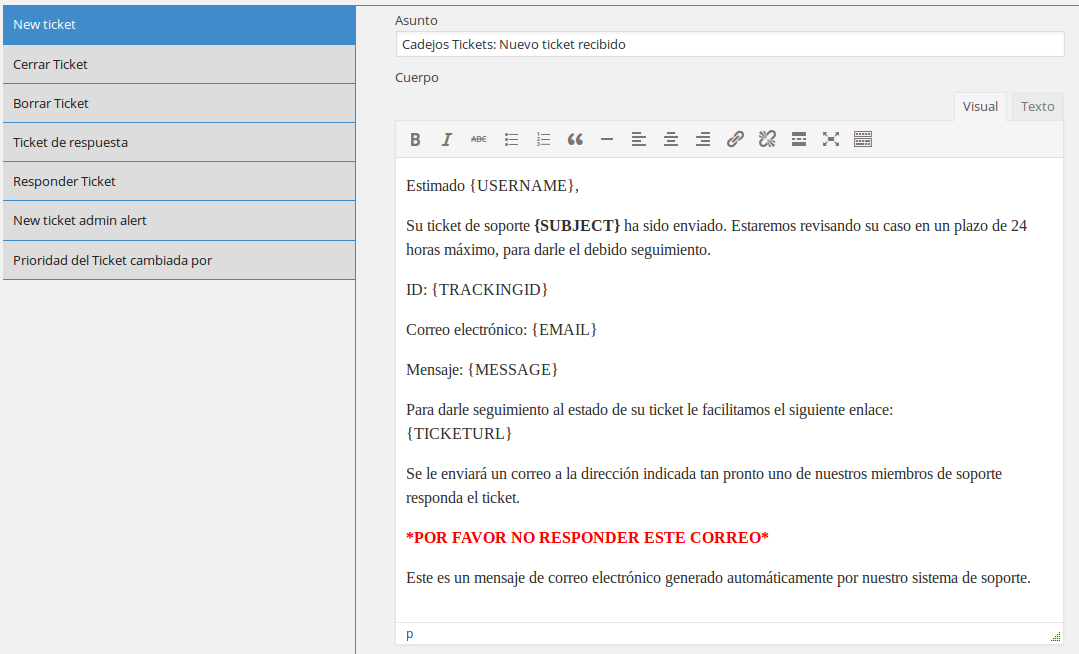 New ticket
Cerrar Ticket
Borrar Ticket
Ticket de respuesta
Responder Ticket
New ticket admin alert
Prioridad del Ticket cambiada por
Asunto
Cadejos Tickets: Nuevo ticket recibido
Cuerpo
Visual
Texto
B I ABC
Estimado {USERNAME},
Su ticket de soporte {SUBJECT} ha sido enviado. Estaremos revisando su caso en un plazo de 24
horas máximo, para darle el debido seguimiento.
ID: {TRACKINGID}
Correo electrónico: {EMAIL}
Mensaje: {MESSAGE}
Para darle seguimiento al estado de su ticket le facilitamos el siguiente enlace:
{TICKETURL}
Se le enviará un correo a la dirección indicada tan pronto uno de nuestros miembros de soporte
responda el ticket.
*POR FAVOR NO RESPONDER ESTE CORREO*
Este es un mensaje de correo electrónico generado automáticamente por nuestro sistema de soporte.
p